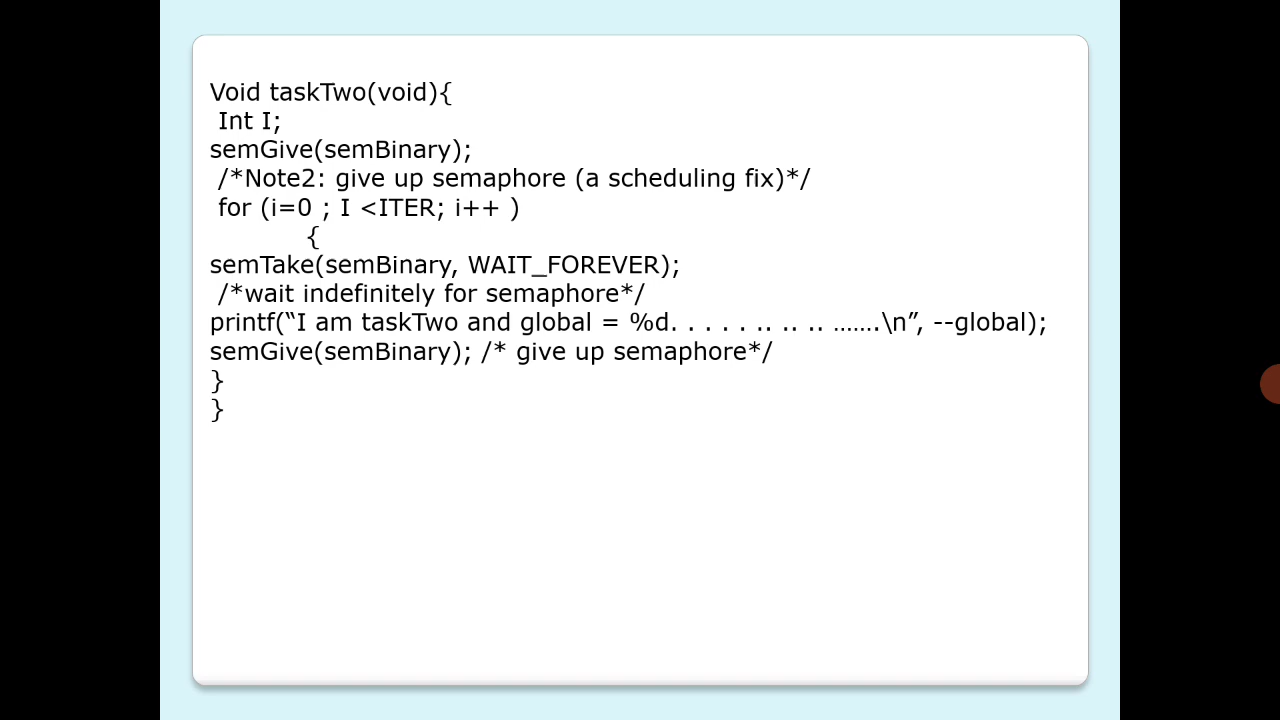 Void taskTwo(void){
Int I;
semGive(semBinary);
/*Note2: give up semaphore (a scheduling fix)*/
for (i=0 ; I <ITER; i++ )
{
semTake(semBinary, WAIT_FOREVER);
/*wait indefinitely for semaphore*/
printf(“I am taskTwo and global = %d. . . . . .. .. .. …….\n”, --global);
semGive(semBinary); /* give up semaphore*/
}
}